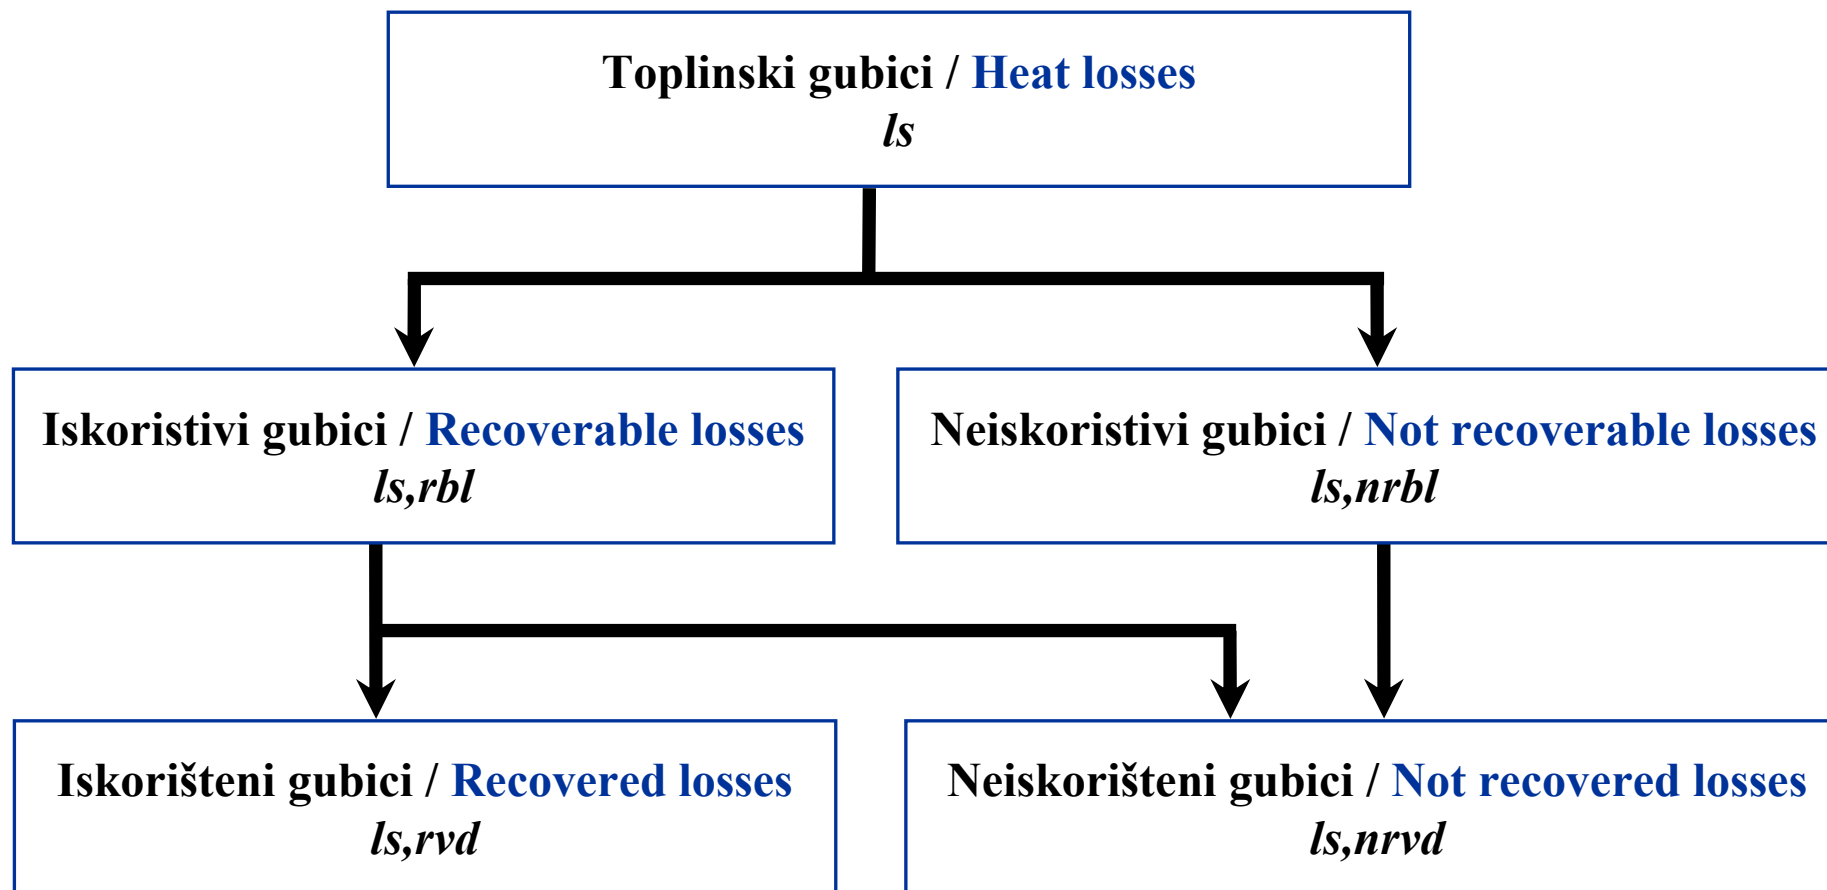 Toplinski gubici / Heat losses
ls
Iskoristivi gubici / Recoverable losses
ls,rbl
Neiskoristivi gubici / Not recoverable losses
ls,nrbl
Iskorišteni gubici / Recovered losses
ls,rvd
Neiskorišteni gubici / Not recovered losses
ls,nrvd